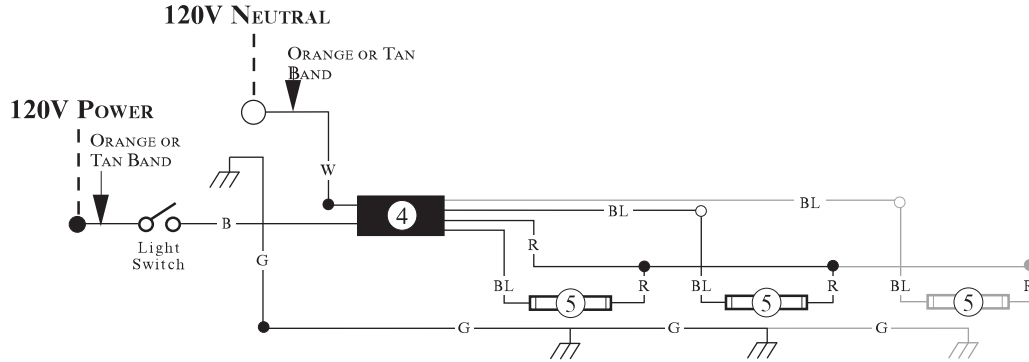 120V NEUTRAL
ORANGE OR TAN
BAND
120V POWER
ORANGE OR
TAN BAND
W
BL
4
BL
B
Light
Switch
R
G
BL
R
BL
R
BL
R
5
5
5
G
G
G